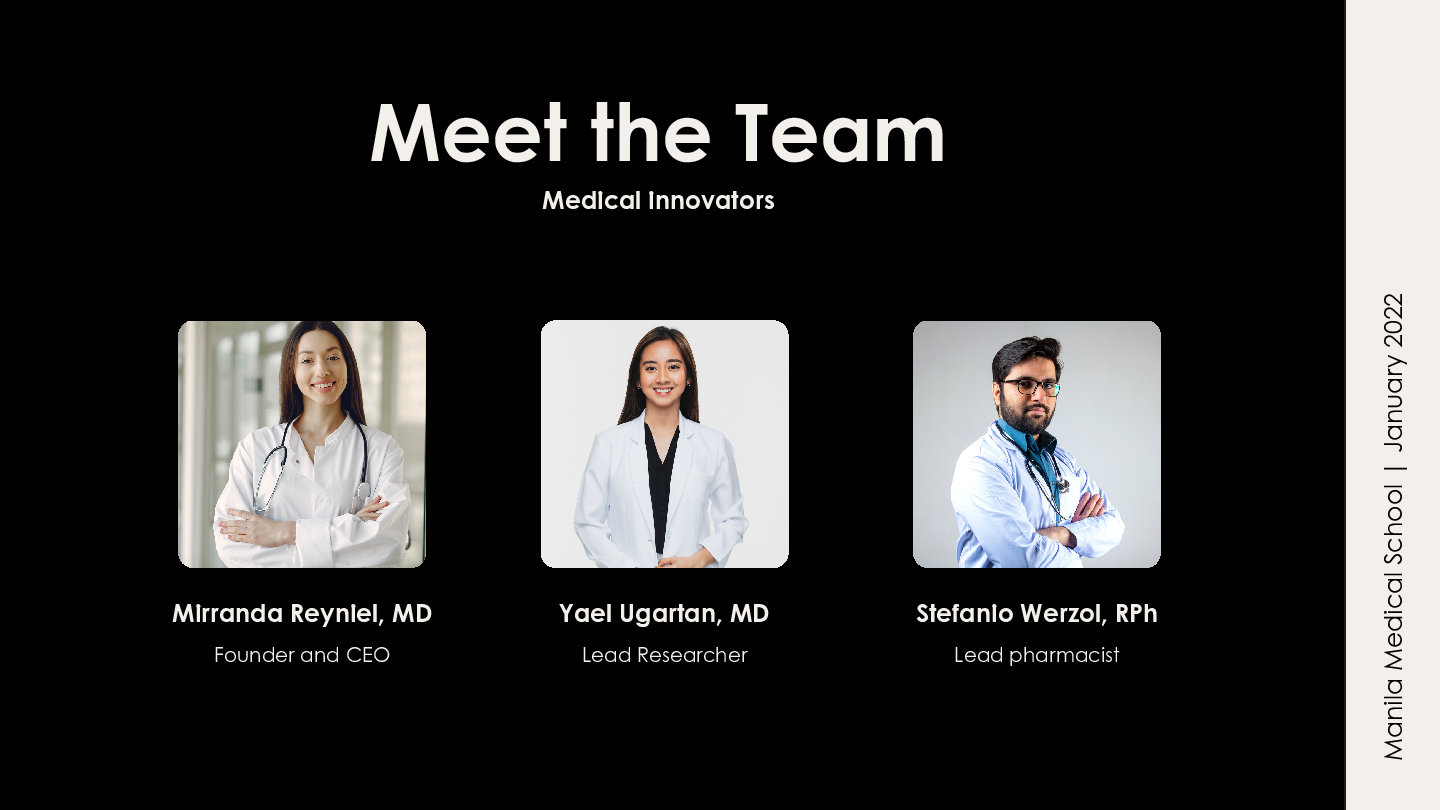 Meet the Team
Medical innovators
Mirranda Reyniel, MD
Founder and CEO
Yael Ugartan, MD
Lead Researcher
Stefanio Werzol, RPh
Lead pharmacist
Manila Medical School | January 2022